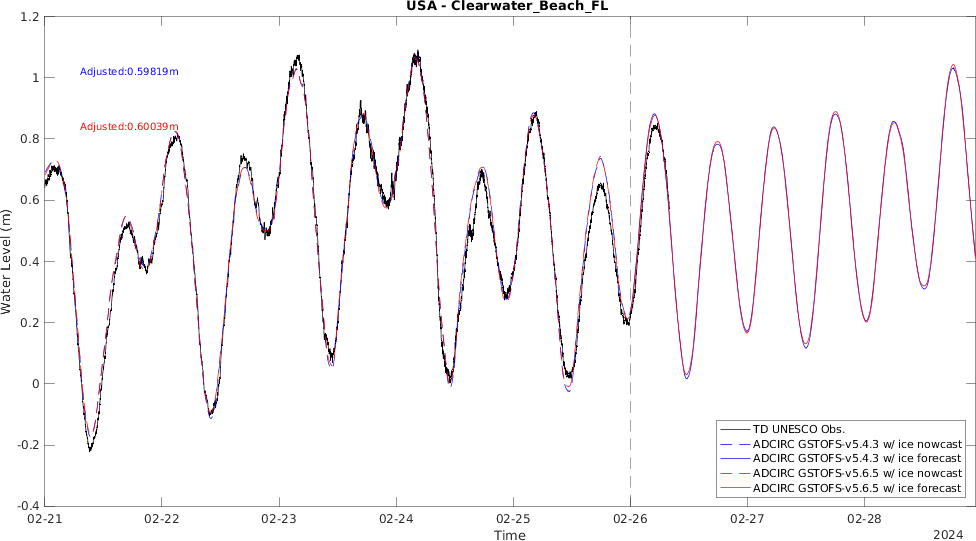 USA - Clearwater_Beach_FL
1.2
1
0.8
0.6
0.4
0.2
0
-0.2
-0.4
Water Level (m)
Adjusted:0.59819m
Adjusted:0.60039m
TD UNESCO Obs.
ADCIRC GSTOFS-v5.4.3 w/ ice nowcast
ADCIRC GSTOFS-v5.4.3 w/ ice forecast
ADCIRC GSTOFS-v5.6.5 w/ ice nowcast
ADCIRC GSTOFS-v5.6.5 w/ ice forecast
02-21 02-22 02-23 02-24 02-25 02-26 02-27 02-28
Time
2024